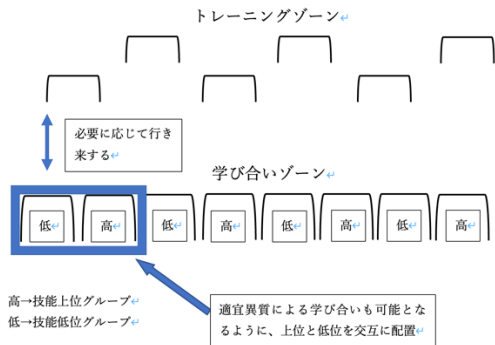 トレーニングゾーン↵
必要に応じて行き
来する↵
学び合いゾーン↵
低↵ 高↵ 低↵ 高↵ 低↵ 高↵ 低↵ 高↵
高→技能上位グループ↵
低→技能低位グループ↵
適宜異質による学び合いも可能とな
るように、上位と低位を交互に配置↵